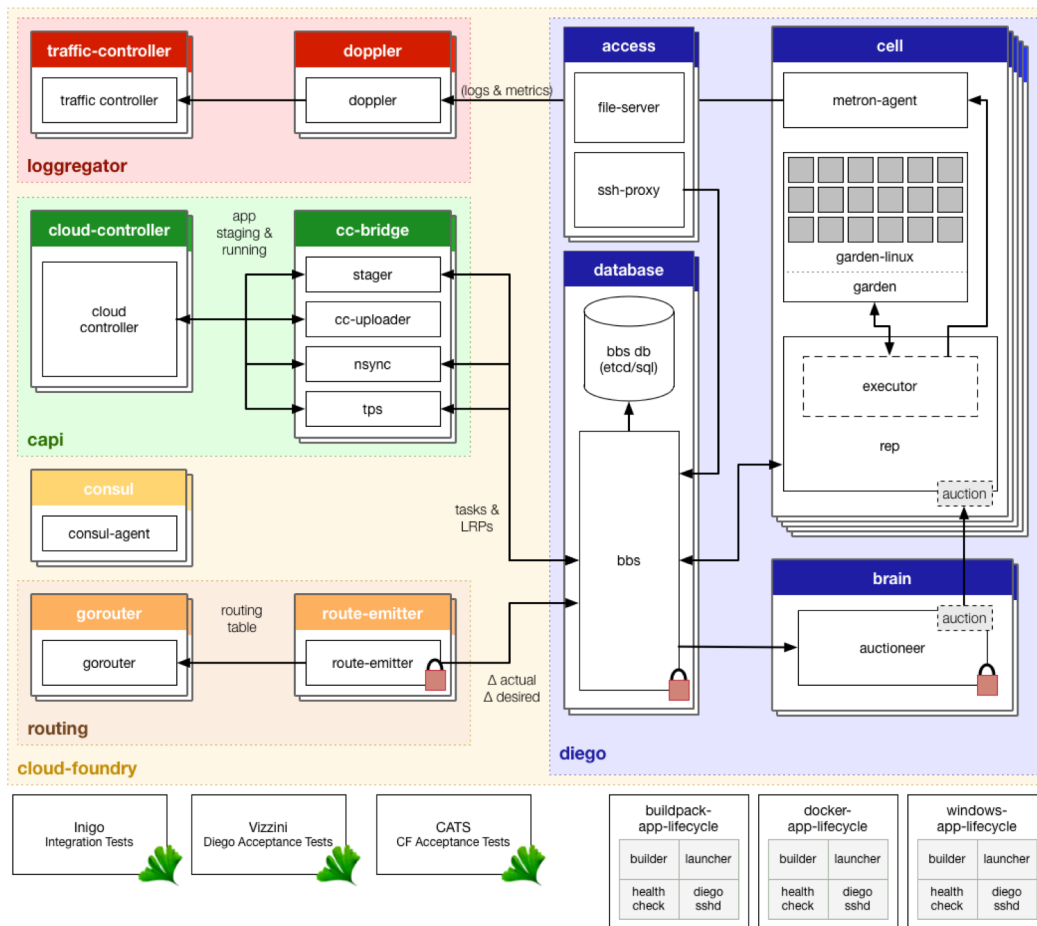 traffic-controller
traffic controller
doppler
doppler
(logs & metrics)
loggregator
access
file-server
ssh-proxy
cell
metron-agent
garden-linux
garden
executor
rep
auction
cloud-controller
cloud
controller
app
staging &
running
cc-bridge
stager
cc-uploader
nsync
tps
capi
database
bbs db
(etcd/sql)
bbs
consul
consul-agent
tasks &
LRPs
brain
auction
auctioneer
gorouter
gorouter
routing
table
route-emitter
route-emitter
Δ actual
Δ desired
routing
cloud-foundry
diego
Inigo
Integration Tests
Vizzini
Diego Acceptance Tests
CATS
CF Acceptance Tests
buildpack-
app-lifecycle
builder
launcher
health
check
diego
sshd
docker-
app-lifecycle
builder
launcher
health
check
diego
sshd
windows-
app-lifecycle
builder
launcher
health
check
diego
sshd